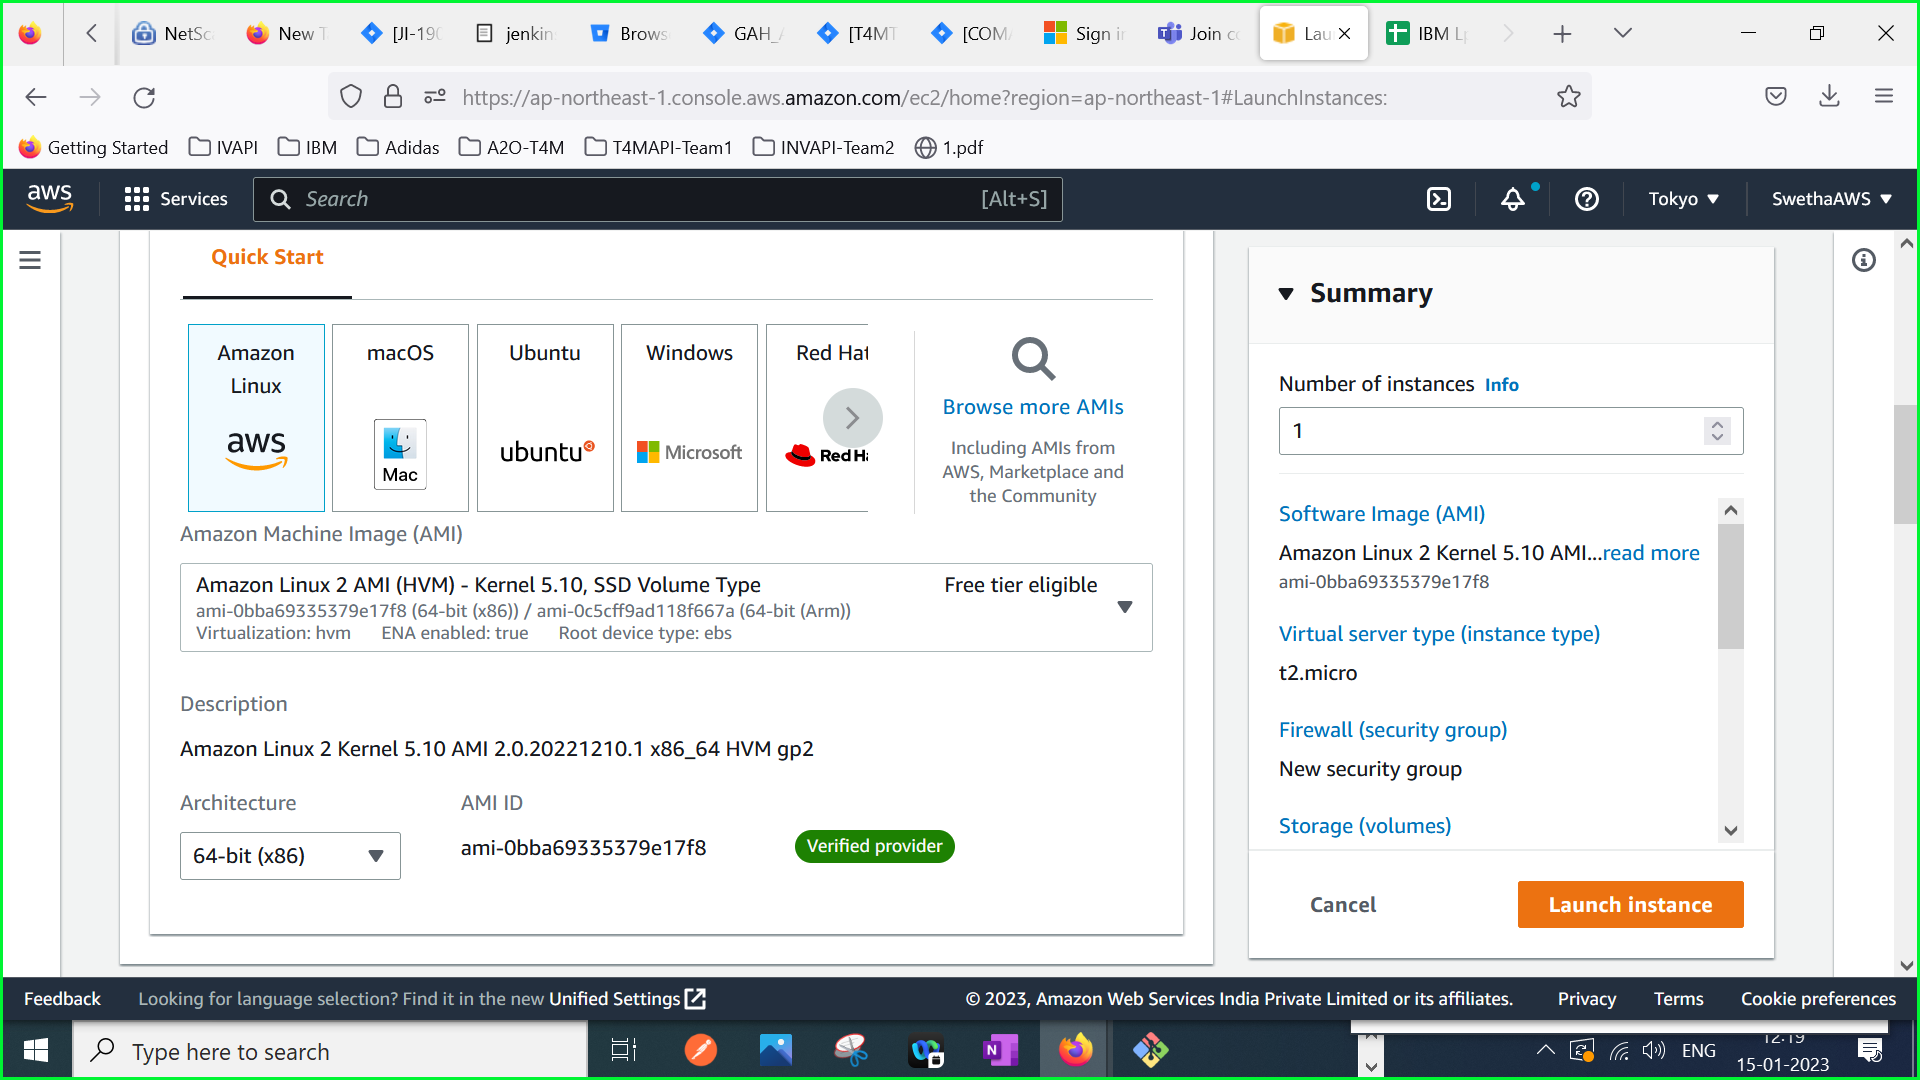 NetSc
New T
[JI-190
jenkin
Brows
GAH_A
[T4MT
[COMA
Sign in
Join co
Lau
IBM Lp
https://ap-northeast-1.console.aws.amazon.com/ec2/home?region=ap-northeast-1#LaunchInstances:
Getting Started
IVAPI
IBM
Adidas
A2O-T4M
T4MAPI-Team1
INVAPI-Team2
1.pdf
aws
Services
Search
[Alt+S]
Tokyo
SwethaAWS
Quick Start
Amazon
Linux
aws
macOS
Mac
Ubuntu
ubuntu
Windows
Microsoft
Red Hat
Red Ha
Browse more AMIs
Including AMIs from
AWS, Marketplace and
the Community
Amazon Machine Image (AMI)
Amazon Linux 2 AMI (HVM) - Kernel 5.10, SSD Volume Type
Free tier eligible
ami-0bba69335379e17f8 (64-bit (x86)) / ami-0c5cff9ad118f667a (64-bit (Arm))
Virtualization: hvm ENA enabled: true Root device type: ebs
Description
Amazon Linux 2 Kernel 5.10 AMI 2.0.20221210.1 x86_64 HVM gp2
Architecture
AMI ID
64-bit (x86)
ami-0bba69335379e17f8
Verified provider
Summary
Number of instances Info
1
Software Image (AMI)
Amazon Linux 2 Kernel 5.10 AMI...read more
ami-0bba69335379e17f8
Virtual server type (instance type)
t2.micro
Firewall (security group)
New security group
Storage (volumes)
Cancel
Launch instance
Feedback
Looking for language selection? Find it in the new Unified Settings
© 2023, Amazon Web Services India Private Limited or its affiliates.
Privacy
Terms
Cookie preferences
Type here to search
N
ENG
12:19
15-01-2023